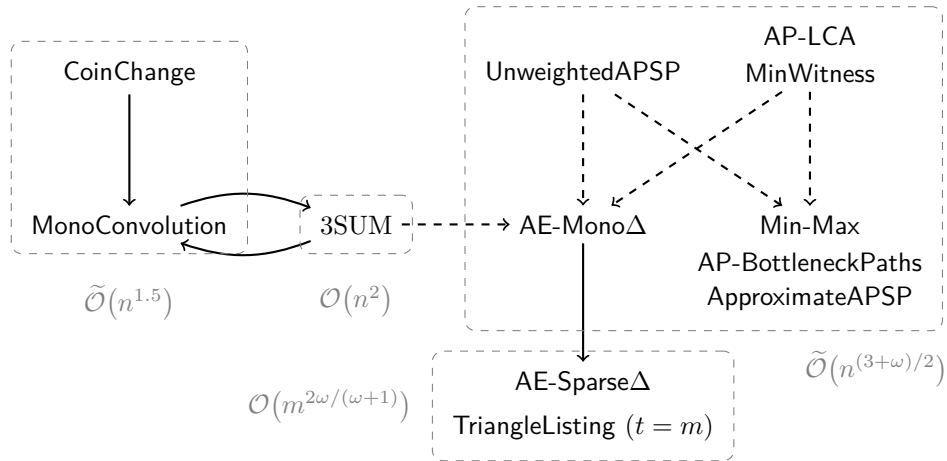 AP-LCA
CoinChange
UnweightedAPSP
MinWitness
MonoConvolution
3SUM
AE-MonoΔ
Min-Max
AP-BottleneckPaths
ApproximateAPSP
Õ(n^{1.5})
O(n^2)
Õ(n^{(3+ω)/2})
AE-SparseΔ
O(m^{2ω/(ω+1)})
TriangleListing (t = m)